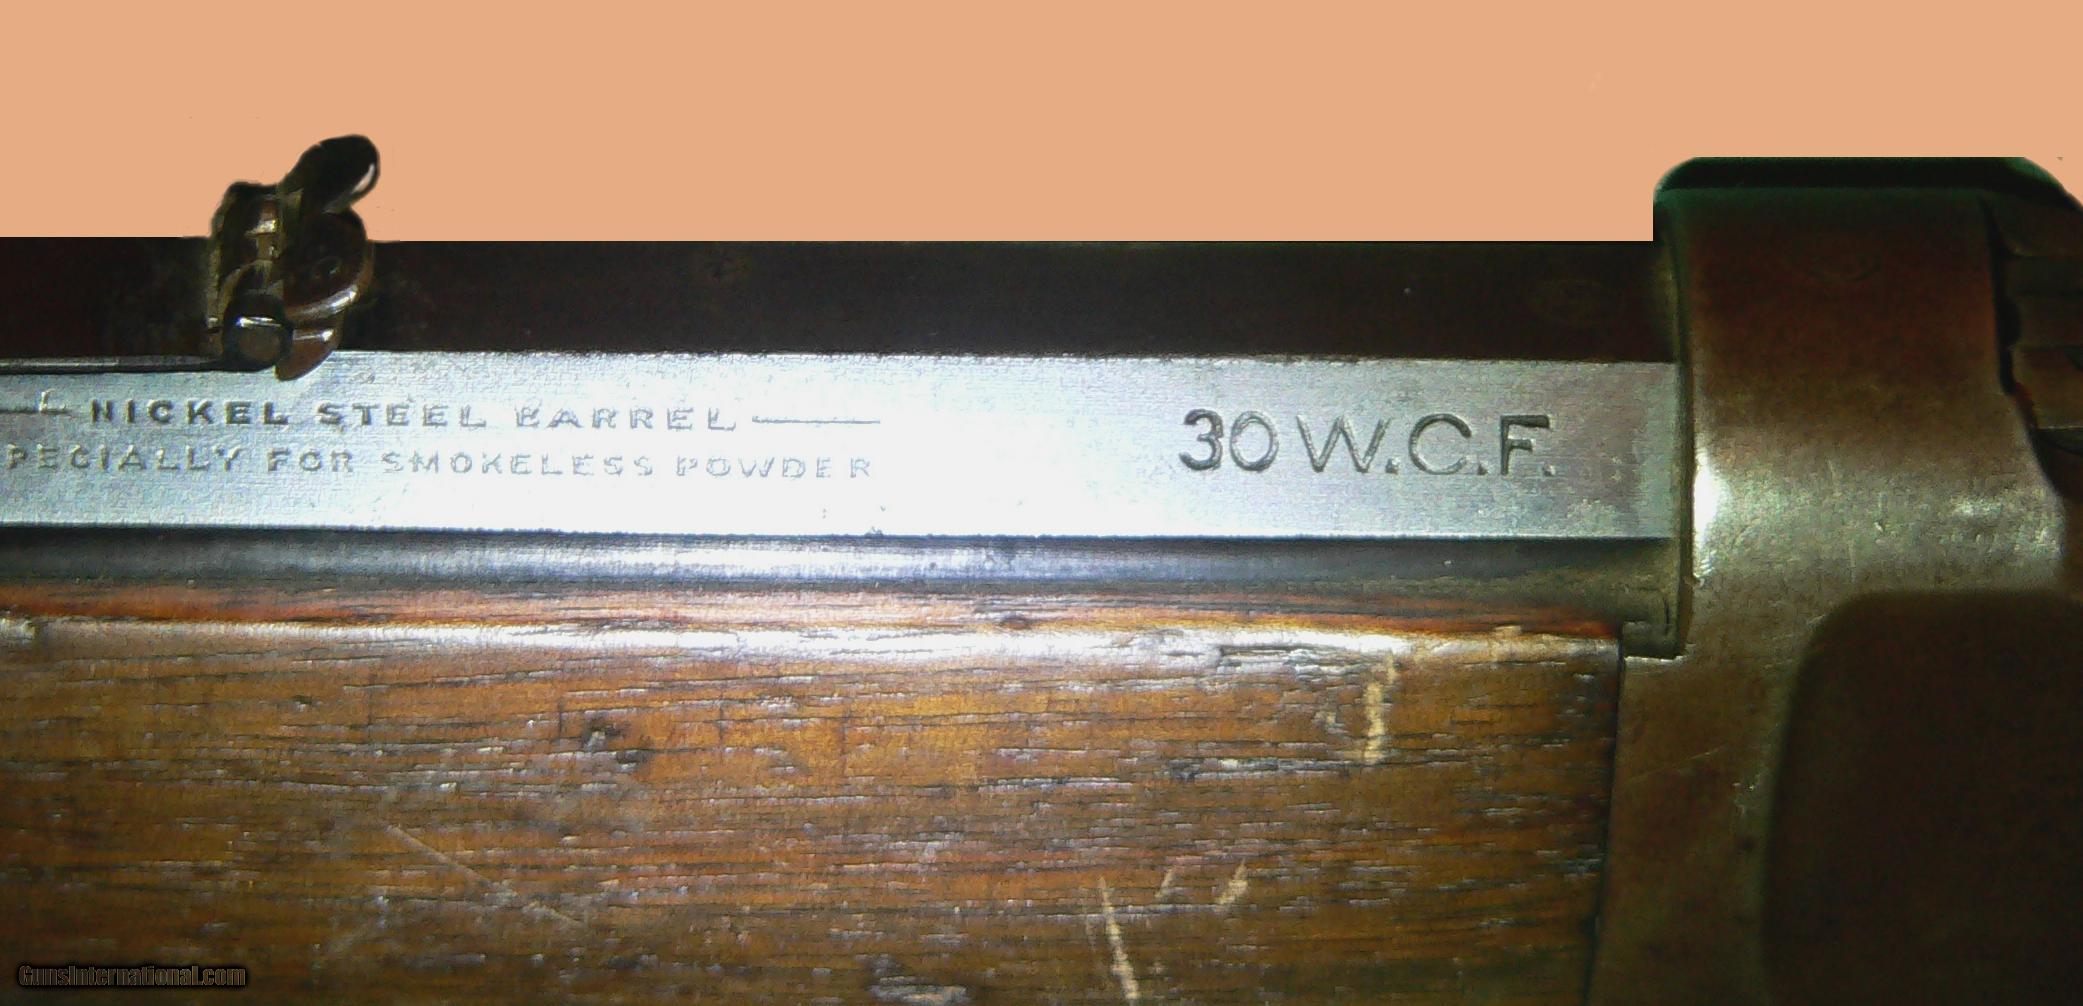 NICKEL STEEL BARREL
PECIALLY FOR SMOKELESS POWDER
30 W.C.F.
GunsInternational.com